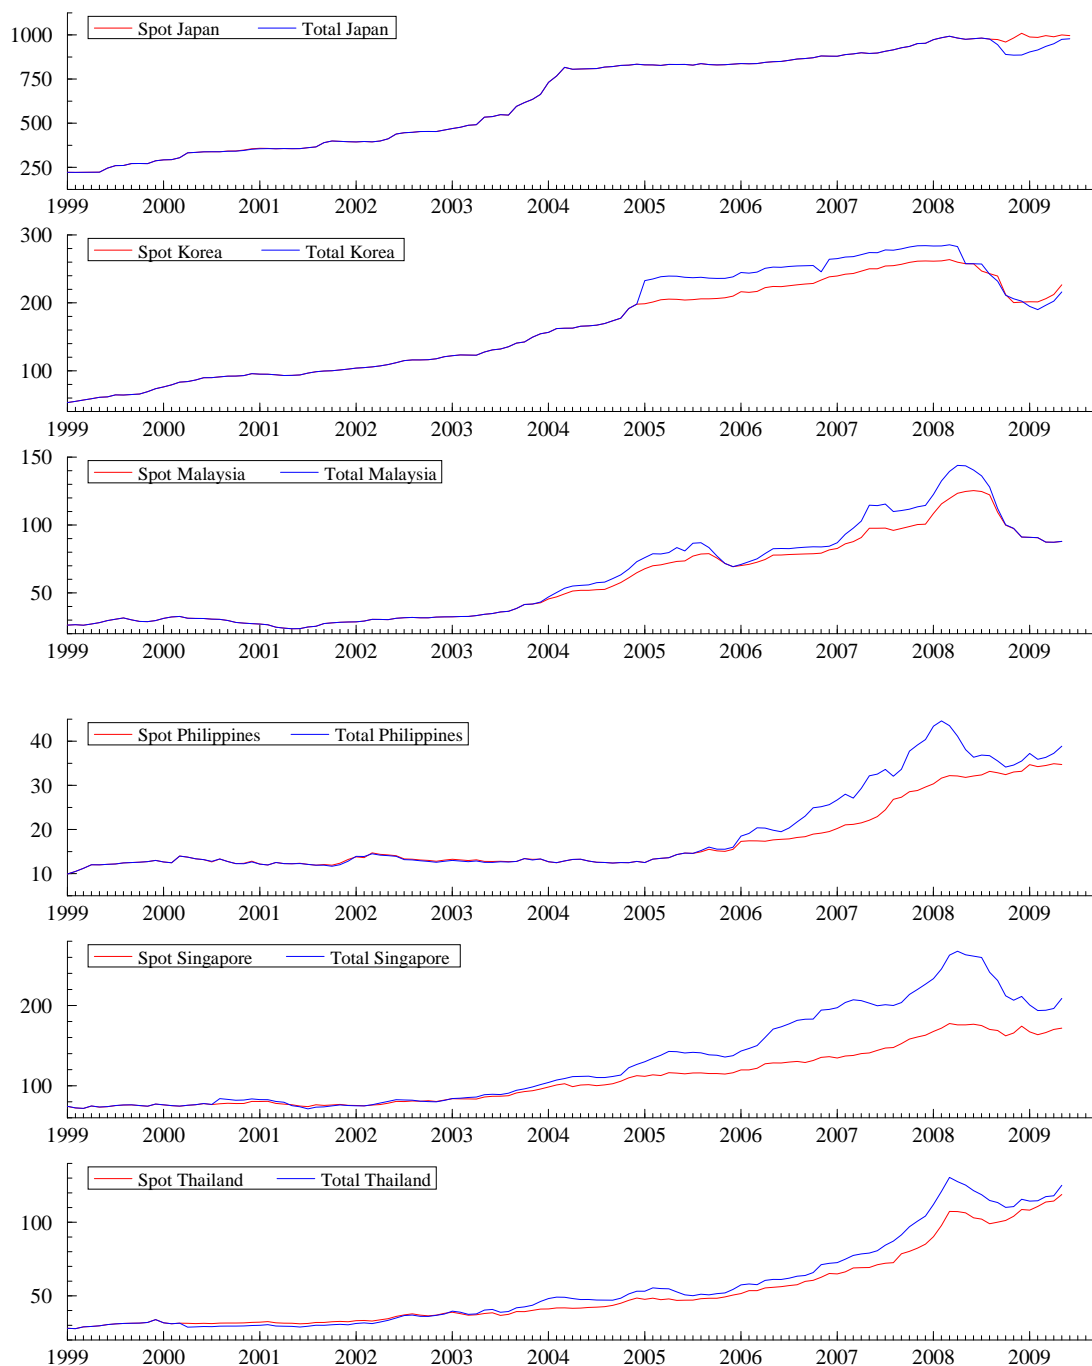 Spot Japan Total Japan
1000
750
500
250
1999 2000 2001 2002 2003 2004 2005 2006 2007 2008 2009
300
Spot Korea Total Korea
200
100
1999 2000 2001 2002 2003 2004 2005 2006 2007 2008 2009
150
Spot Malaysia Total Malaysia
100
50
1999 2000 2001 2002 2003 2004 2005 2006 2007 2008 2009
Spot Philippines Total Philippines
40
30
20
10
1999 2000 2001 2002 2003 2004 2005 2006 2007 2008 2009
Spot Singapore Total Singapore
200
100
1999 2000 2001 2002 2003 2004 2005 2006 2007 2008 2009
Spot Thailand Total Thailand
100
50
1999 2000 2001 2002 2003 2004 2005 2006 2007 2008 2009